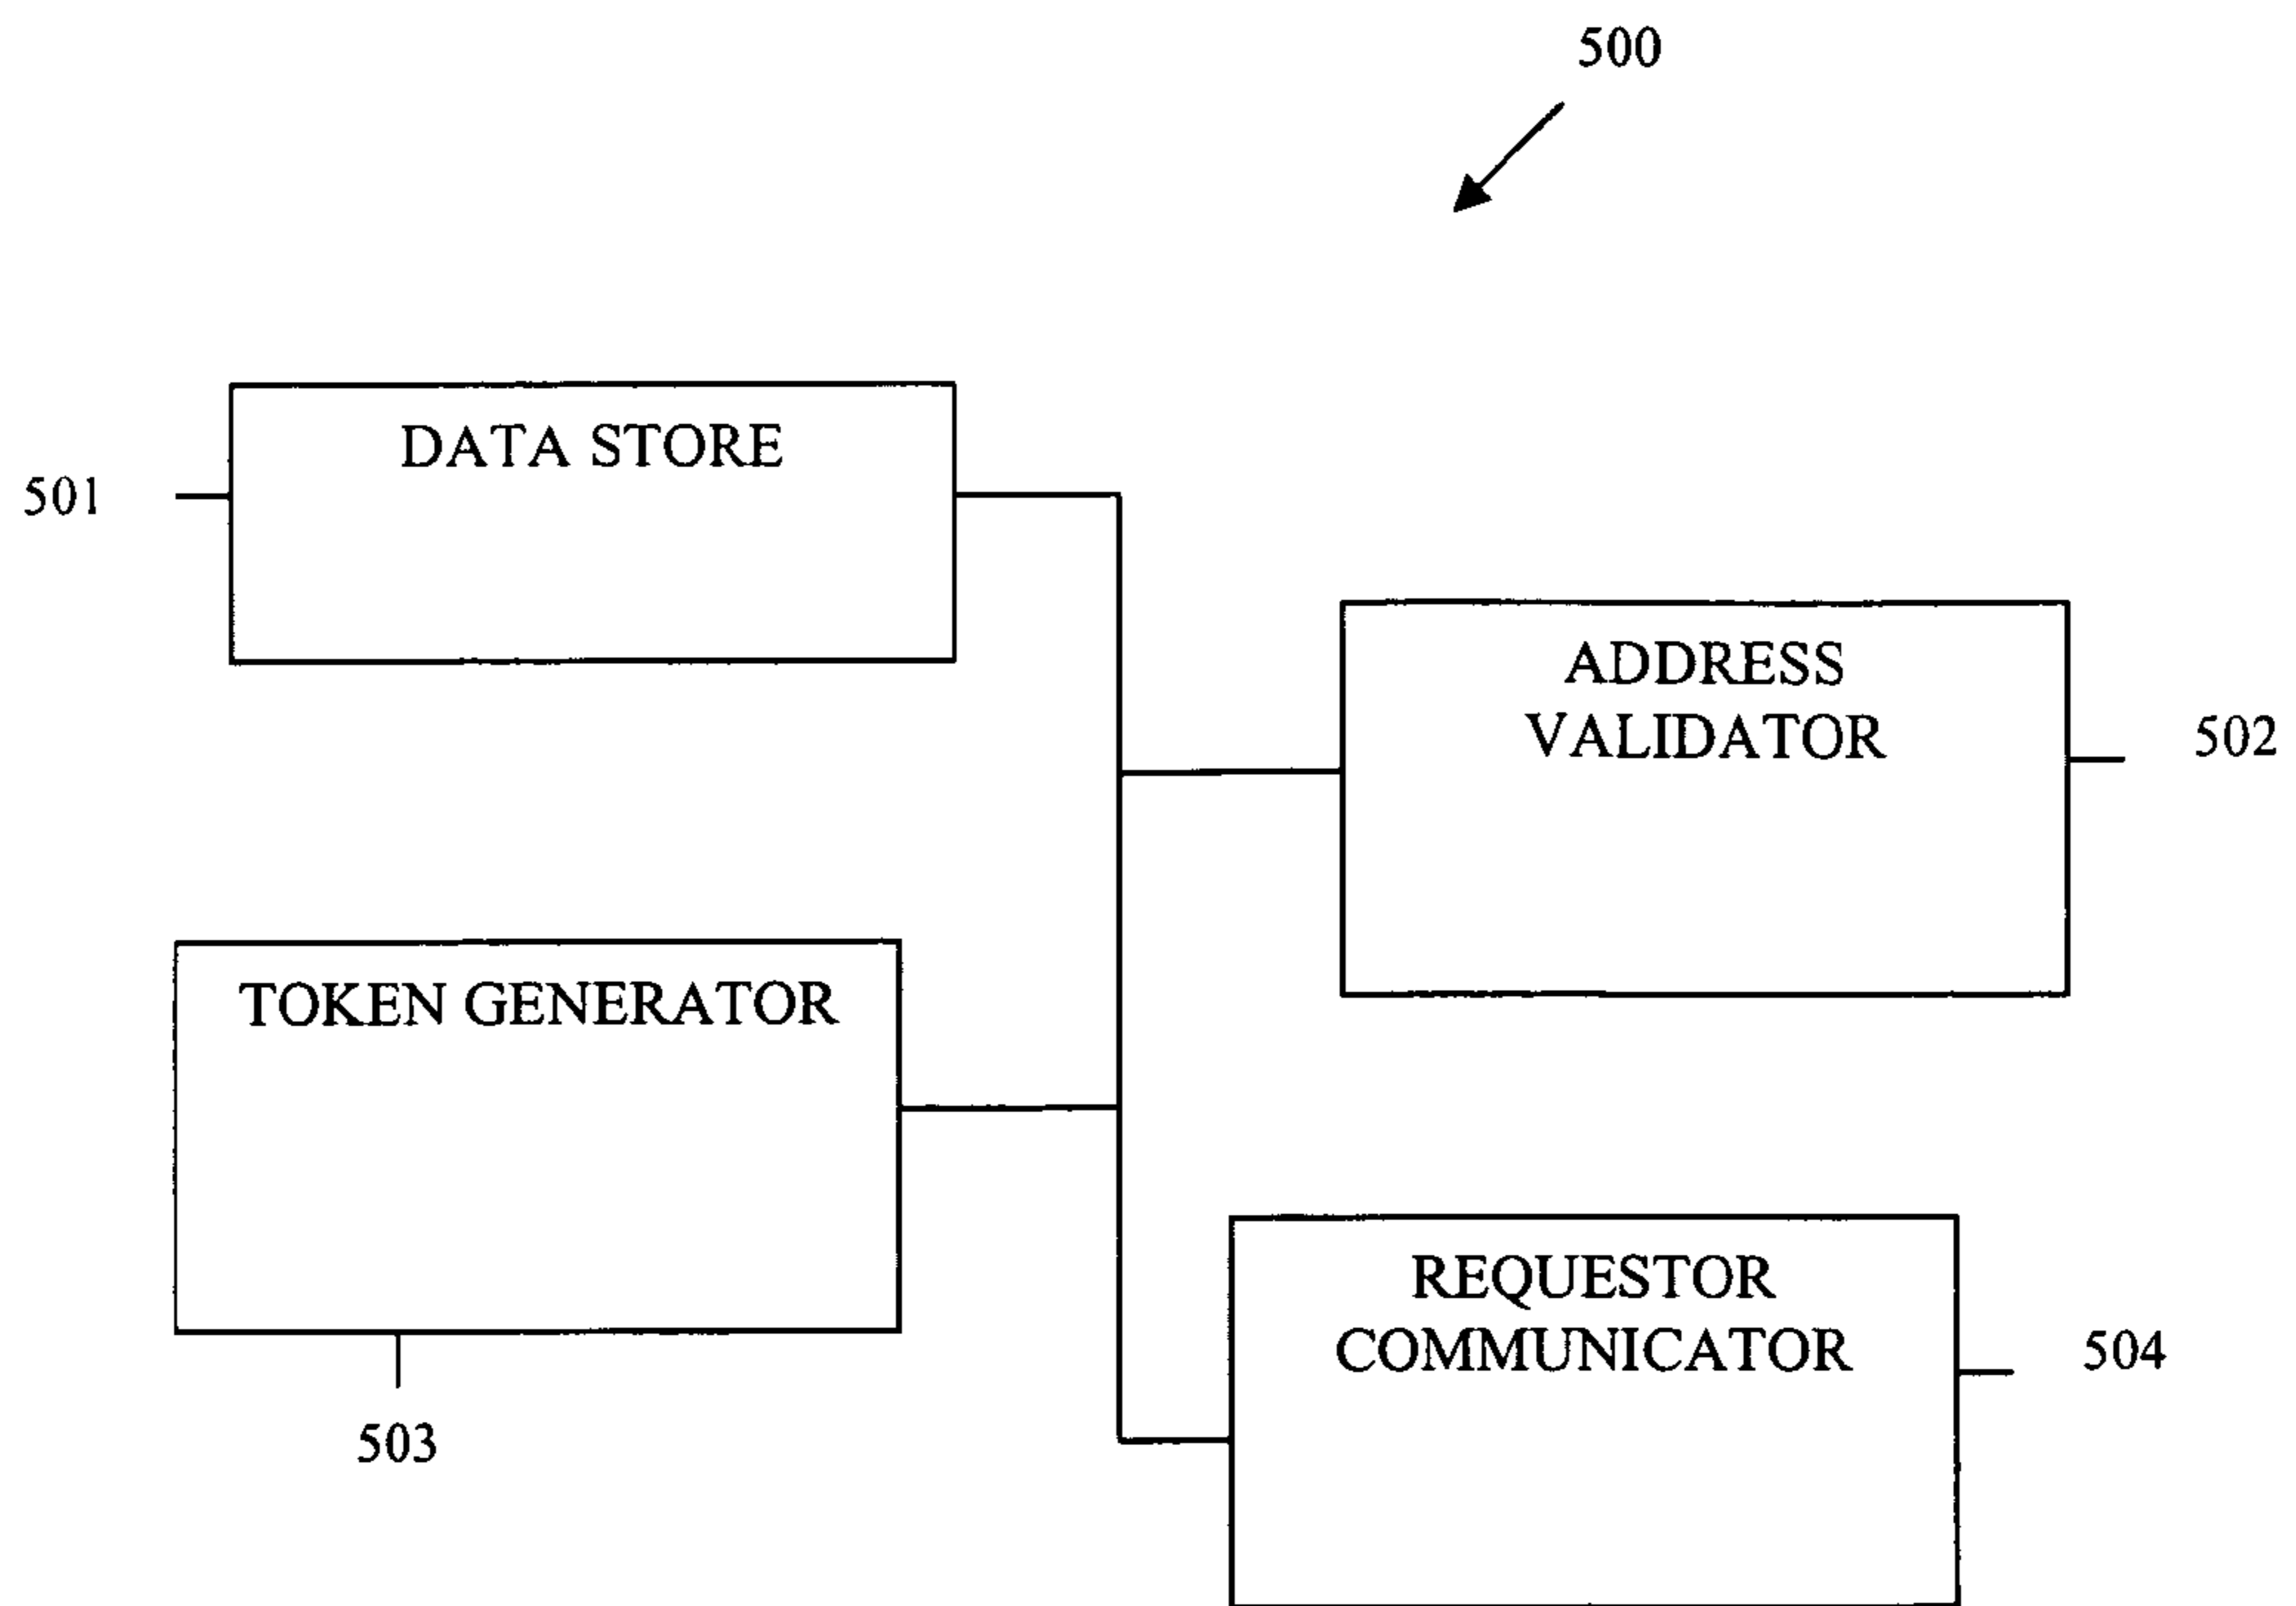 500
DATA STORE
501
ADDRESS
VALIDATOR
502
TOKEN GENERATOR
503
REQUESTOR
COMMUNICATOR
504